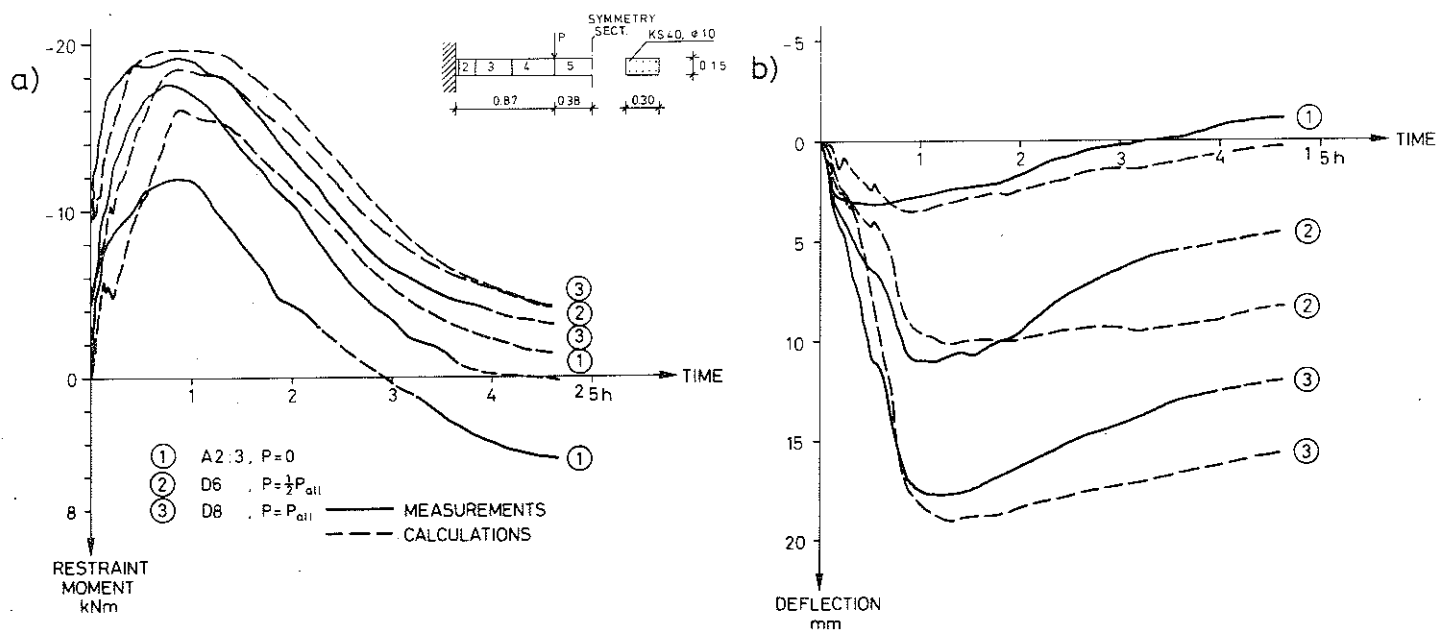 a)
-20
-10
0
8
1
2
3
4
5h
2
TIME
RESTRAINT
MOMENT
kNm
SYMMETRY
SECT.
P
KS40, ϕ10
2
3
4
5
0.15
0.87
0.38
0.30
3
2
3
1
1
1 A2:3, P=0
2 D6 , P=½Pall
3 D8 , P=Pall
MEASUREMENTS
CALCULATIONS
b)
-5
0
5
10
15
20
1
2
3
4
1
5h
TIME
1
2
2
3
3
DEFLECTION
mm